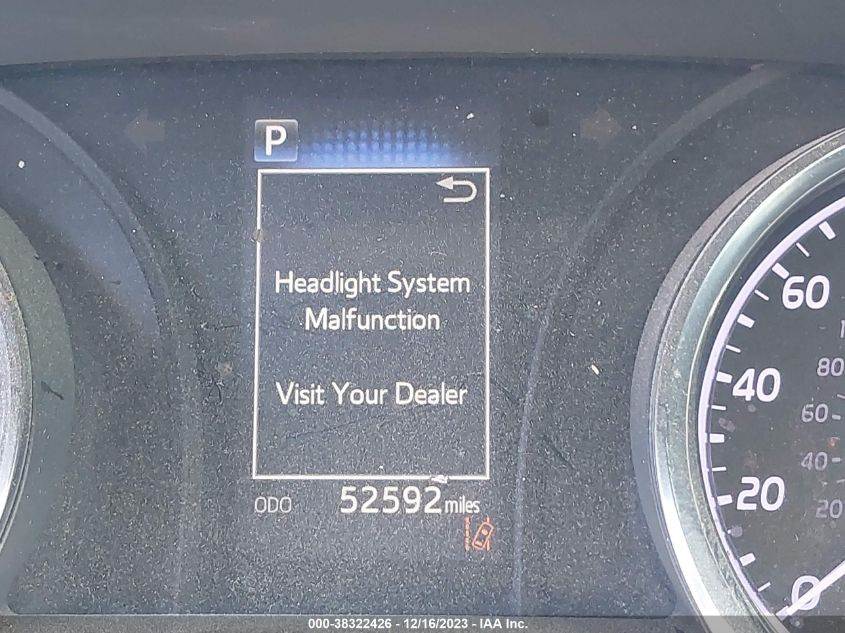 P
Headlight System
Malfunction
Visit Your Dealer
ODO 52592 miles
60
40
20
0
80
60
40
20
000-38322426 - 12/16/2023 - IAA Inc.